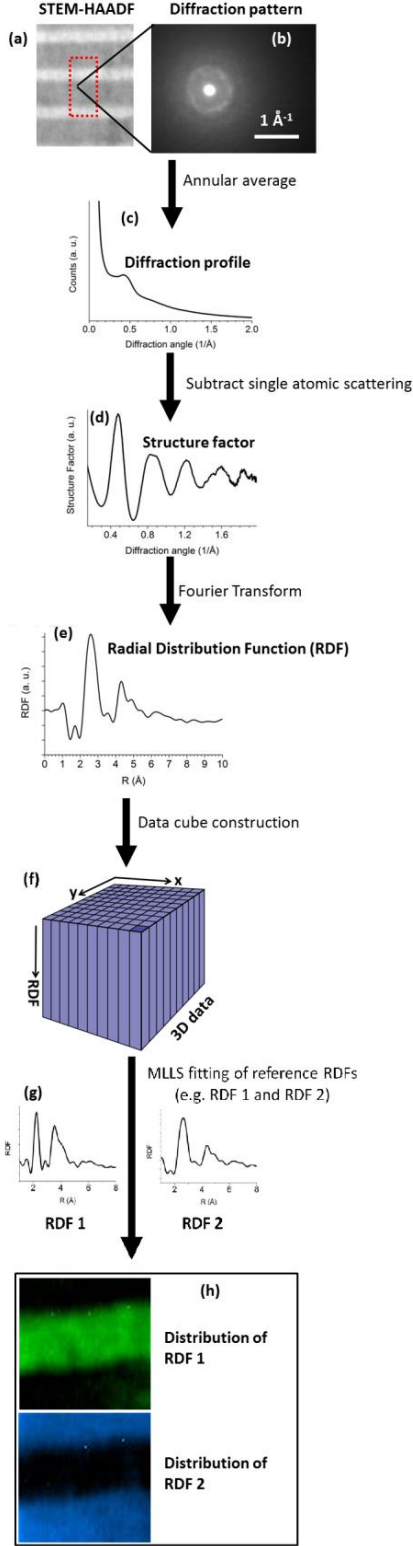 STEM-HAADF
Diffraction pattern
(a)
(b)
1 Å-1
Annular average
(c)
Diffraction profile
Counts (a. u.)
0.0 0.5 1.0 1.5 2.0
Diffraction angle (1/Å)
Subtract single atomic scattering
(d)
Structure factor
Structure Factor (a. u.)
0.4 0.8 1.2 1.6
Diffraction angle (1/Å)
Fourier Transform
(e)
Radial Distribution Function (RDF)
RDF (a. u.)
0 1 2 3 4 5 6 7 8 9 10
R (Å)
Data cube construction
(f)
x
y
RDF
3D data
MLLS fitting of reference RDFs
(e.g. RDF 1 and RDF 2)
(g)
RDF
2 4 6 8
R (Å)
RDF 1
RDF
2 4 6 8
R (Å)
RDF 2
(h)
Distribution of
RDF 1
Distribution of
RDF 2